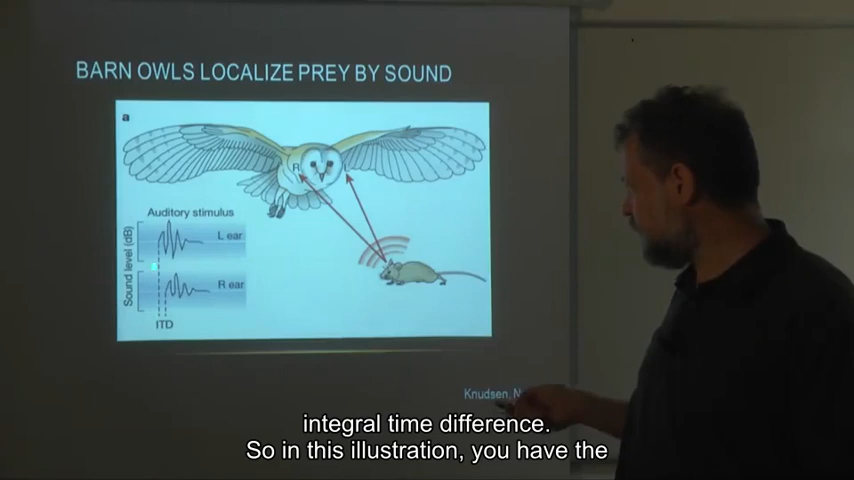 BARN OWLS LOCALIZE PREY BY SOUND
a
R
Auditory stimulus
Sound level (dB)
L ear
R ear
ITD
Knudsen,
integral time difference.
So in this illustration, you have the